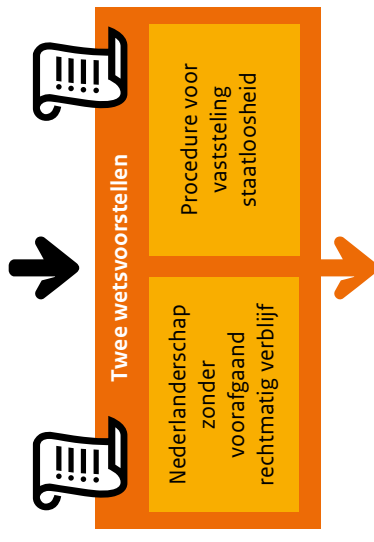 Twee wetsvoorstellen
Nederlanderschap
zonder
voorafgaand
rechtmatig verblijf
Procedure voor
vaststeling
staatloosheid